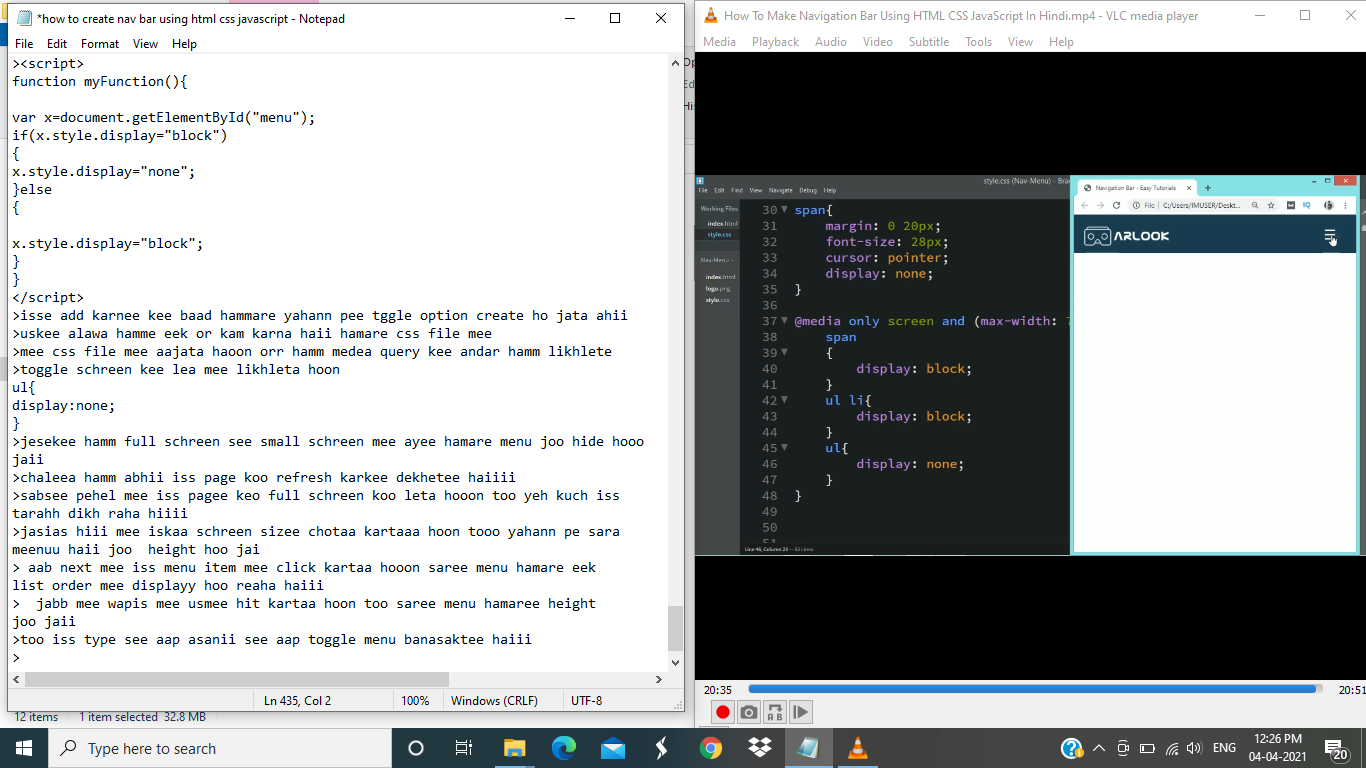 *how to create nav bar using html css javascript - Notepad
File Edit Format View Help
><script>
function myFunction(){
var x=document.getElementById("menu");
if(x.style.display="block")
{
x.style.display="none";
}else
{
x.style.display="block";
}
}
</script>
>isse add karnee kee baad hammare yahann pee tggle option create ho jata ahii
>uskee alawa hamme eek or kam karna haii hamare css file mee
>mee css file mee aajata haoon orr hamm medea query kee andar hamm likhlete
>toggle schreen kee lea mee likhleta hoon
ul{
display:none;
}
>jesekee hamm full schreen see small schreen mee ayee hamare menu joo hide hooo
jaii
>chaleea hamm abhii iss page koo refresh karkee dekhetee haiiii
>sabsee pehel mee iss pagee keo full schreen koo leta hooon too yeh kuch iss
tarahh dikh raha hiiii
>jasias hiii mee iskaa schreen sizee chotaa kartaaa hoon tooo yahann pe sara
meenuu haii joo  height hoo jai
> aab next mee iss menu item mee click kartaa hooon saree menu hamare eek
list order mee displayy hoo reaha haiii
>  jabb mee wapis mee usmee hit kartaa hoon too saree menu hamaree height
joo jaii
>too iss type see aap asanii see aap toggle menu banasaktee haiii
>
Ln 435, Col 2 100% Windows (CRLF) UTF-8
12 items 1 item selected 32.8 MB
How To Make Navigation Bar Using HTML CSS JavaScript In Hindi.mp4 - VLC media player
Media Playback Audio Video Subtitle Tools View Help
style.css (Nav-Menu) - Bra
File Edit Find View Navigate Debug Help
Working Files
index.html
style.css
Nav-Menu
index.html
logo.png
style.css
30 span{
31 margin: 0 20px;
32 font-size: 28px;
33 cursor: pointer;
34 display: none;
35 }
36
37 @media only screen and (max-width:
38 span
39 {
40 display: block;
41 }
42 ul li{
43 display: block;
44 }
45 ul{
46 display: none;
47 }
48 }
49
50
51
Line 46, Column 23 — 53 Lines
Navigation Bar - Easy Tutorials
File | C:/Users/IMUSER/Deskt...
ARLOOK
20:35 20:51
Type here to search
ENG
12:26 PM
04-04-2021
20